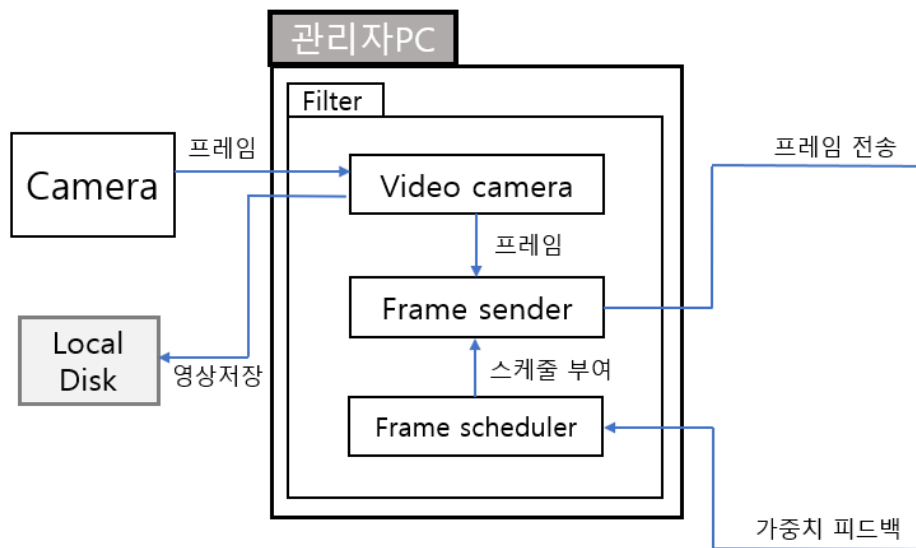 관리자PC
Filter
프레임
프레임 전송
Camera
Video camera
프레임
Frame sender
Local
Disk
영상저장
스케줄 부여
Frame scheduler
가중치 피드백